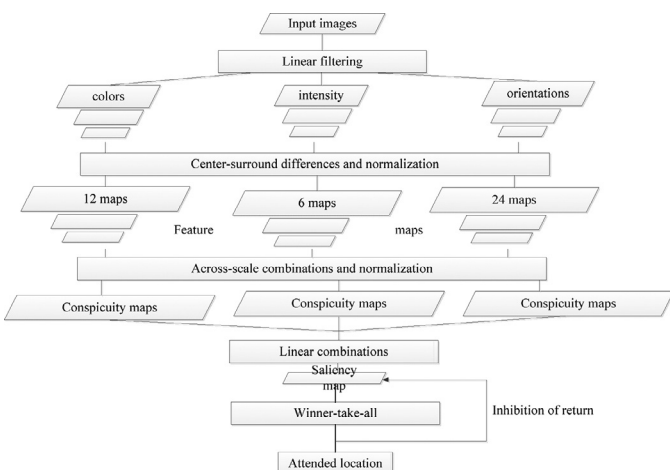 Input images
Linear filtering
colors
intensity
orientations
Center-surround differences and normalization
12 maps
6 maps
24 maps
Feature
maps
Across-scale combinations and normalization
Conspicuity maps
Conspicuity maps
Conspicuity maps
Linear combinations
Saliency
map
Winner-take-all
Inhibition of return
Attended location